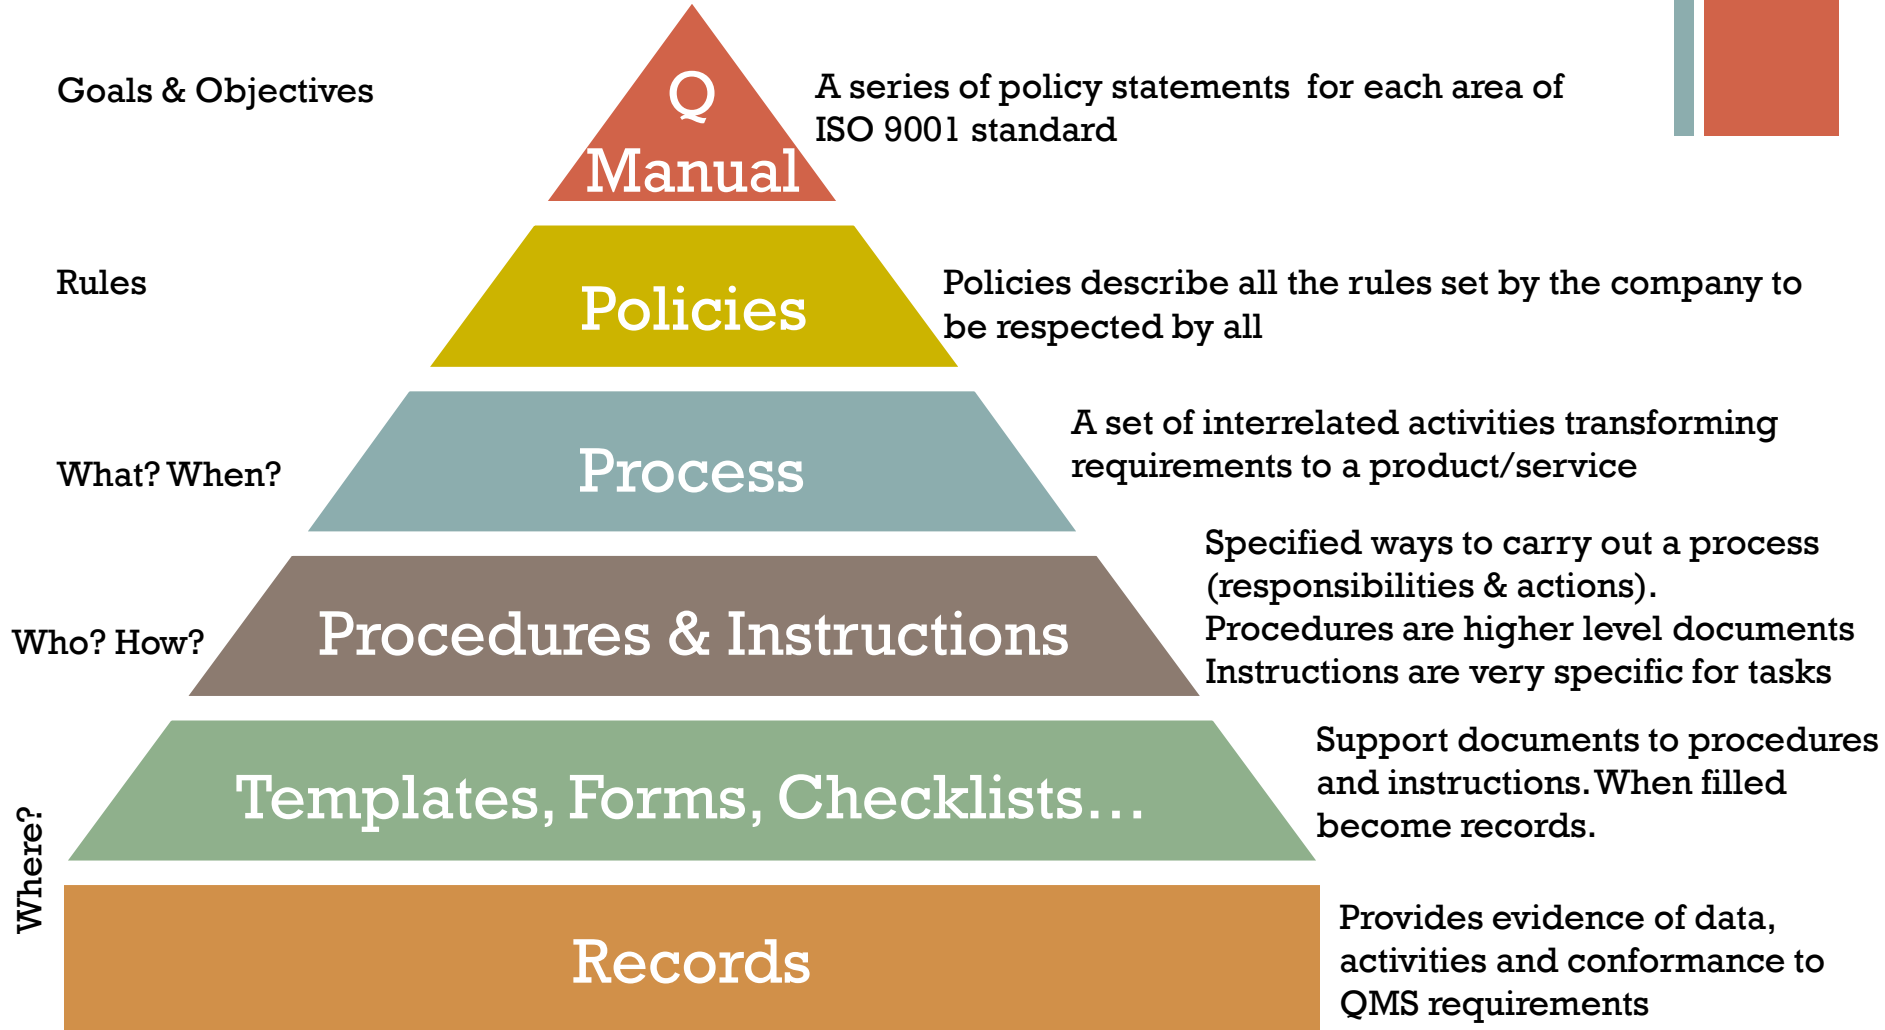 Goals & Objectives
Q
Manual
A series of policy statements for each area of
ISO 9001 standard
Rules
Policies
Policies describe all the rules set by the company to
be respected by all
What? When?
Process
A set of interrelated activities transforming
requirements to a product/service
Who? How?
Procedures & Instructions
Specified ways to carry out a process
(responsibilities & actions).
Procedures are higher level documents
Instructions are very specific for tasks
Where?
Templates, Forms, Checklists…
Support documents to procedures
and instructions. When filled
become records.
Records
Provides evidence of data,
activities and conformance to
QMS requirements